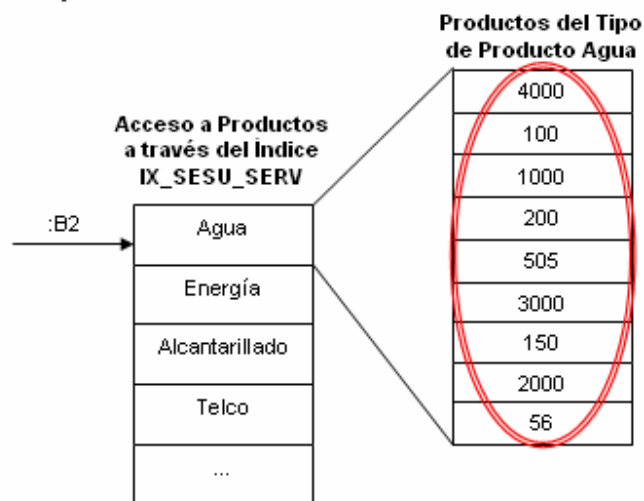 Productos del Tipo
de Producto Agua
4000
100
1000
200
505
3000
150
2000
56
Acceso a Productos
a través del Índice
IX_SESU_SERV
:B2
Agua
Energía
Alcantarillado
Telco
...